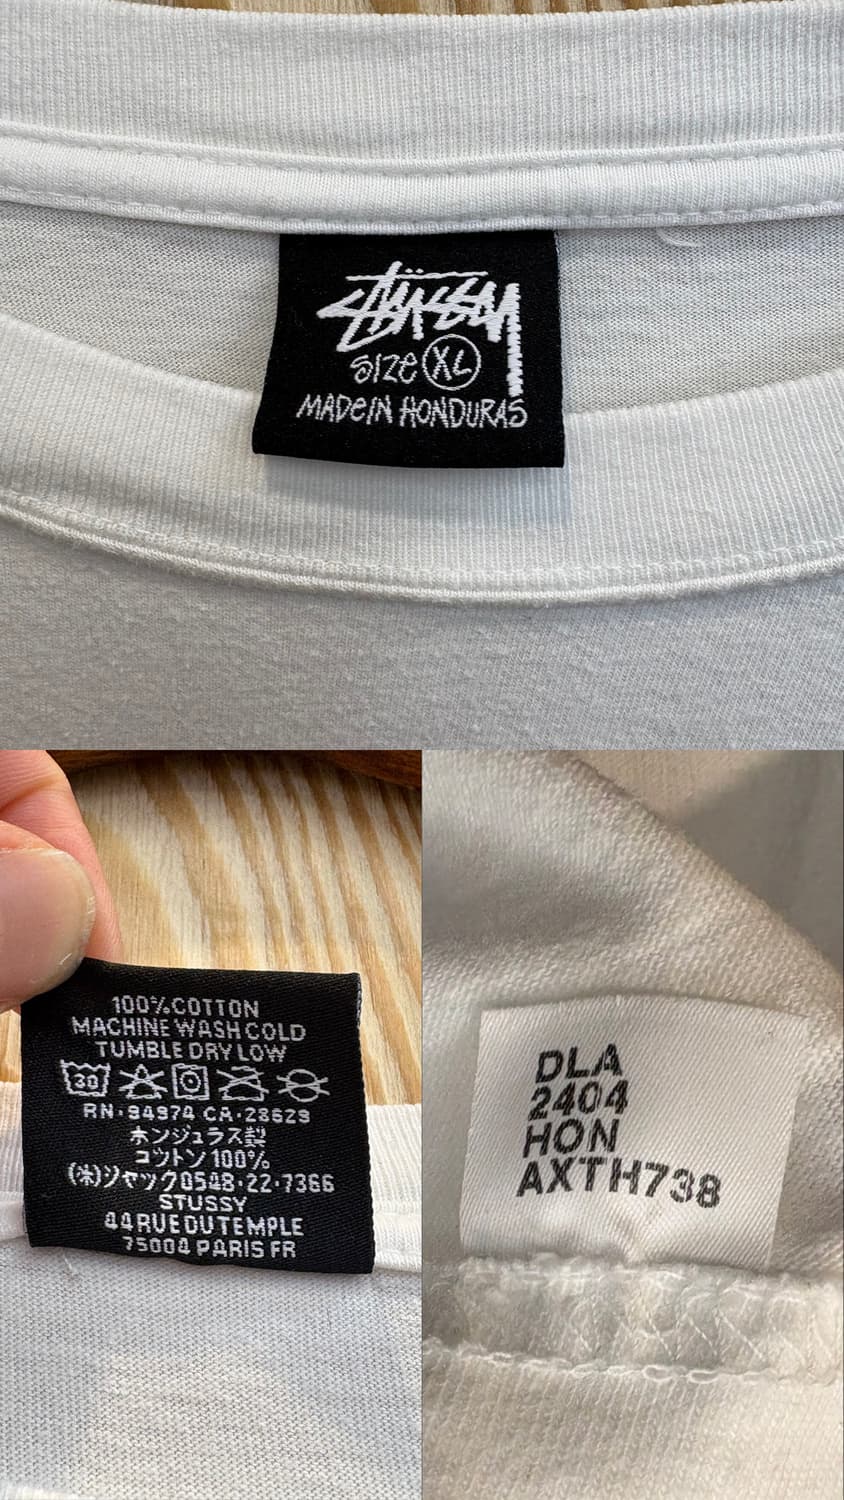 STÜSSY
SIZE XL
MADE IN HONDURAS
100% COTTON
MACHINE WASH COLD
TUMBLE DRY LOW
30
RN·94974 CA·28629
ホンジュラス製
コットン100%
(株)ジャック0548·22·7366
STUSSY
44 RUE DU TEMPLE
75004 PARIS FR
DLA
2404
HON
AXTH738